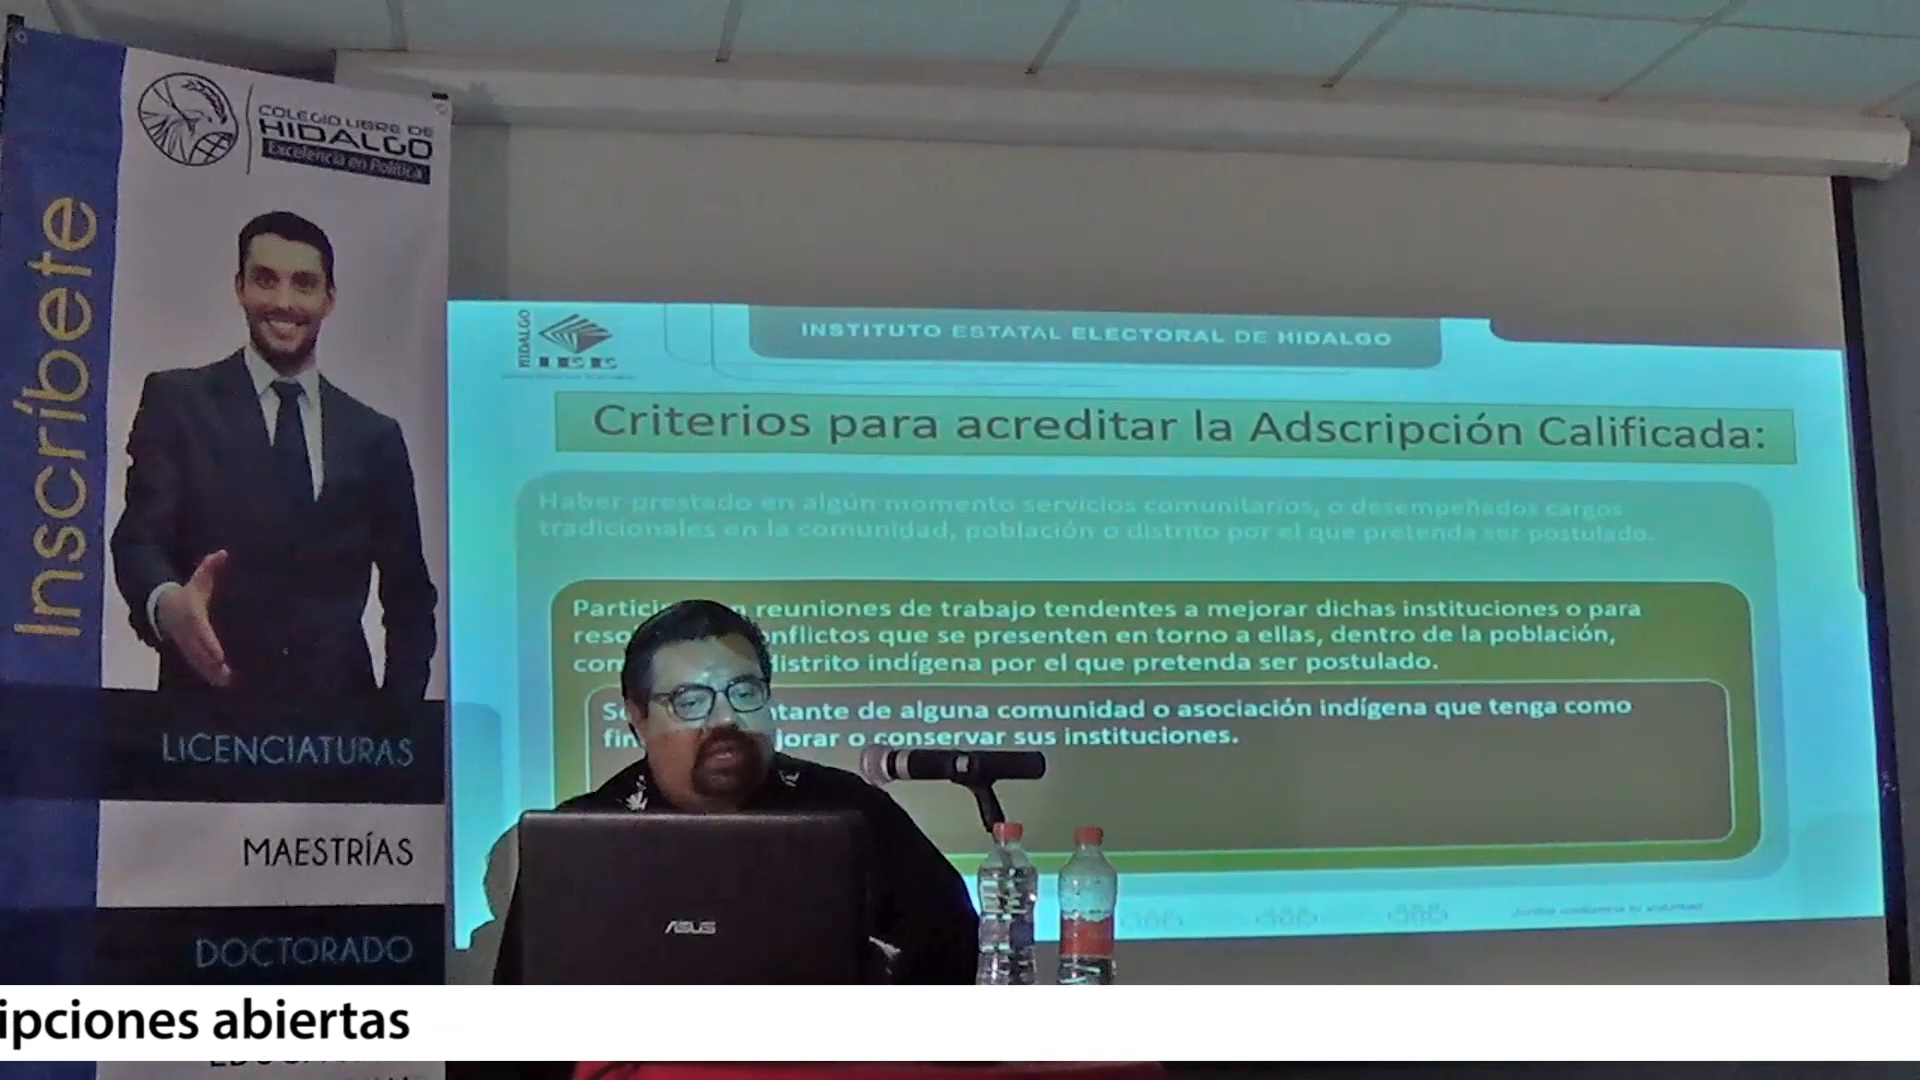 Inscríbete
COLEGIO LIBRE DE
HIDALGO
Excelencia en Política
LICENCIATURAS
MAESTRÍAS
DOCTORADO
HIDALGO
IEE
INSTITUTO ESTATAL ELECTORAL DE HIDALGO
Criterios para acreditar la Adscripción Calificada:
Haber prestado en algún momento servicios comunitarios, o desempeñados cargos
tradicionales en la comunidad, población o distrito por el que pretenda ser postulado.
reuniones de trabajo tendentes a mejorar dichas instituciones o para
que se presenten en torno a ellas, dentro de la población,
distrito indígena por el que pretenda ser postulado.
de alguna comunidad o asociación indígena que tenga como
o conservar sus instituciones.
ASUS
ipciones abiertas